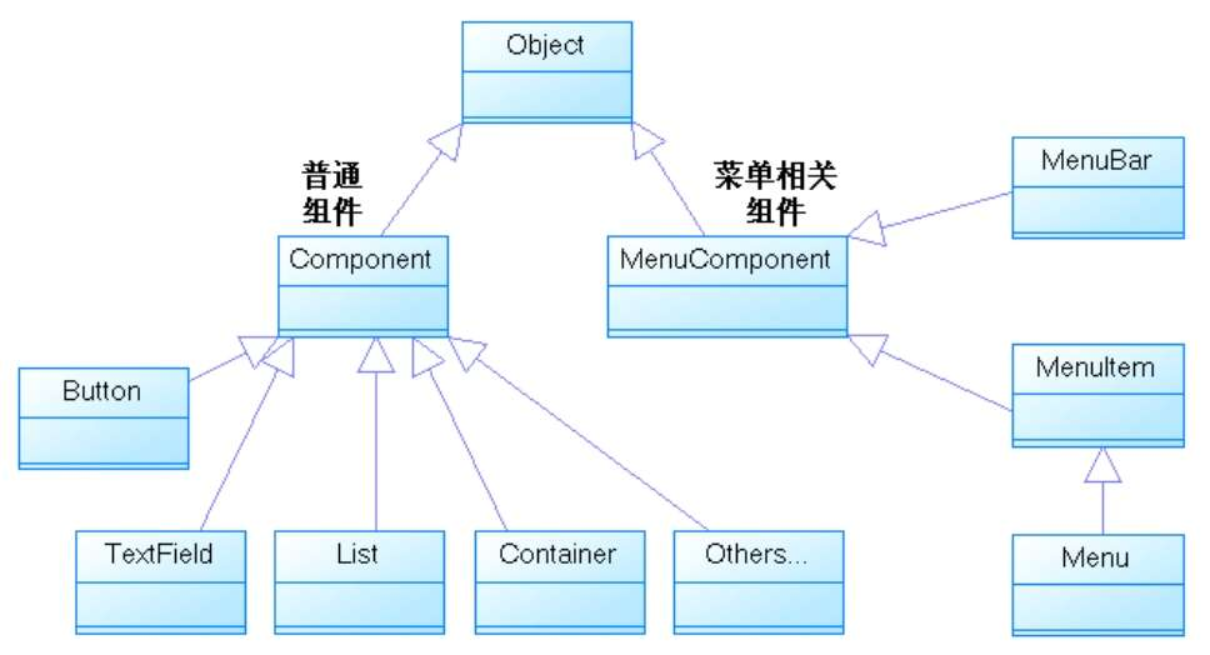 Object
普通
组件
菜单相关
组件
MenuBar
Component
MenuComponent
MenuItem
Button
TextField
List
Container
Others...
Menu